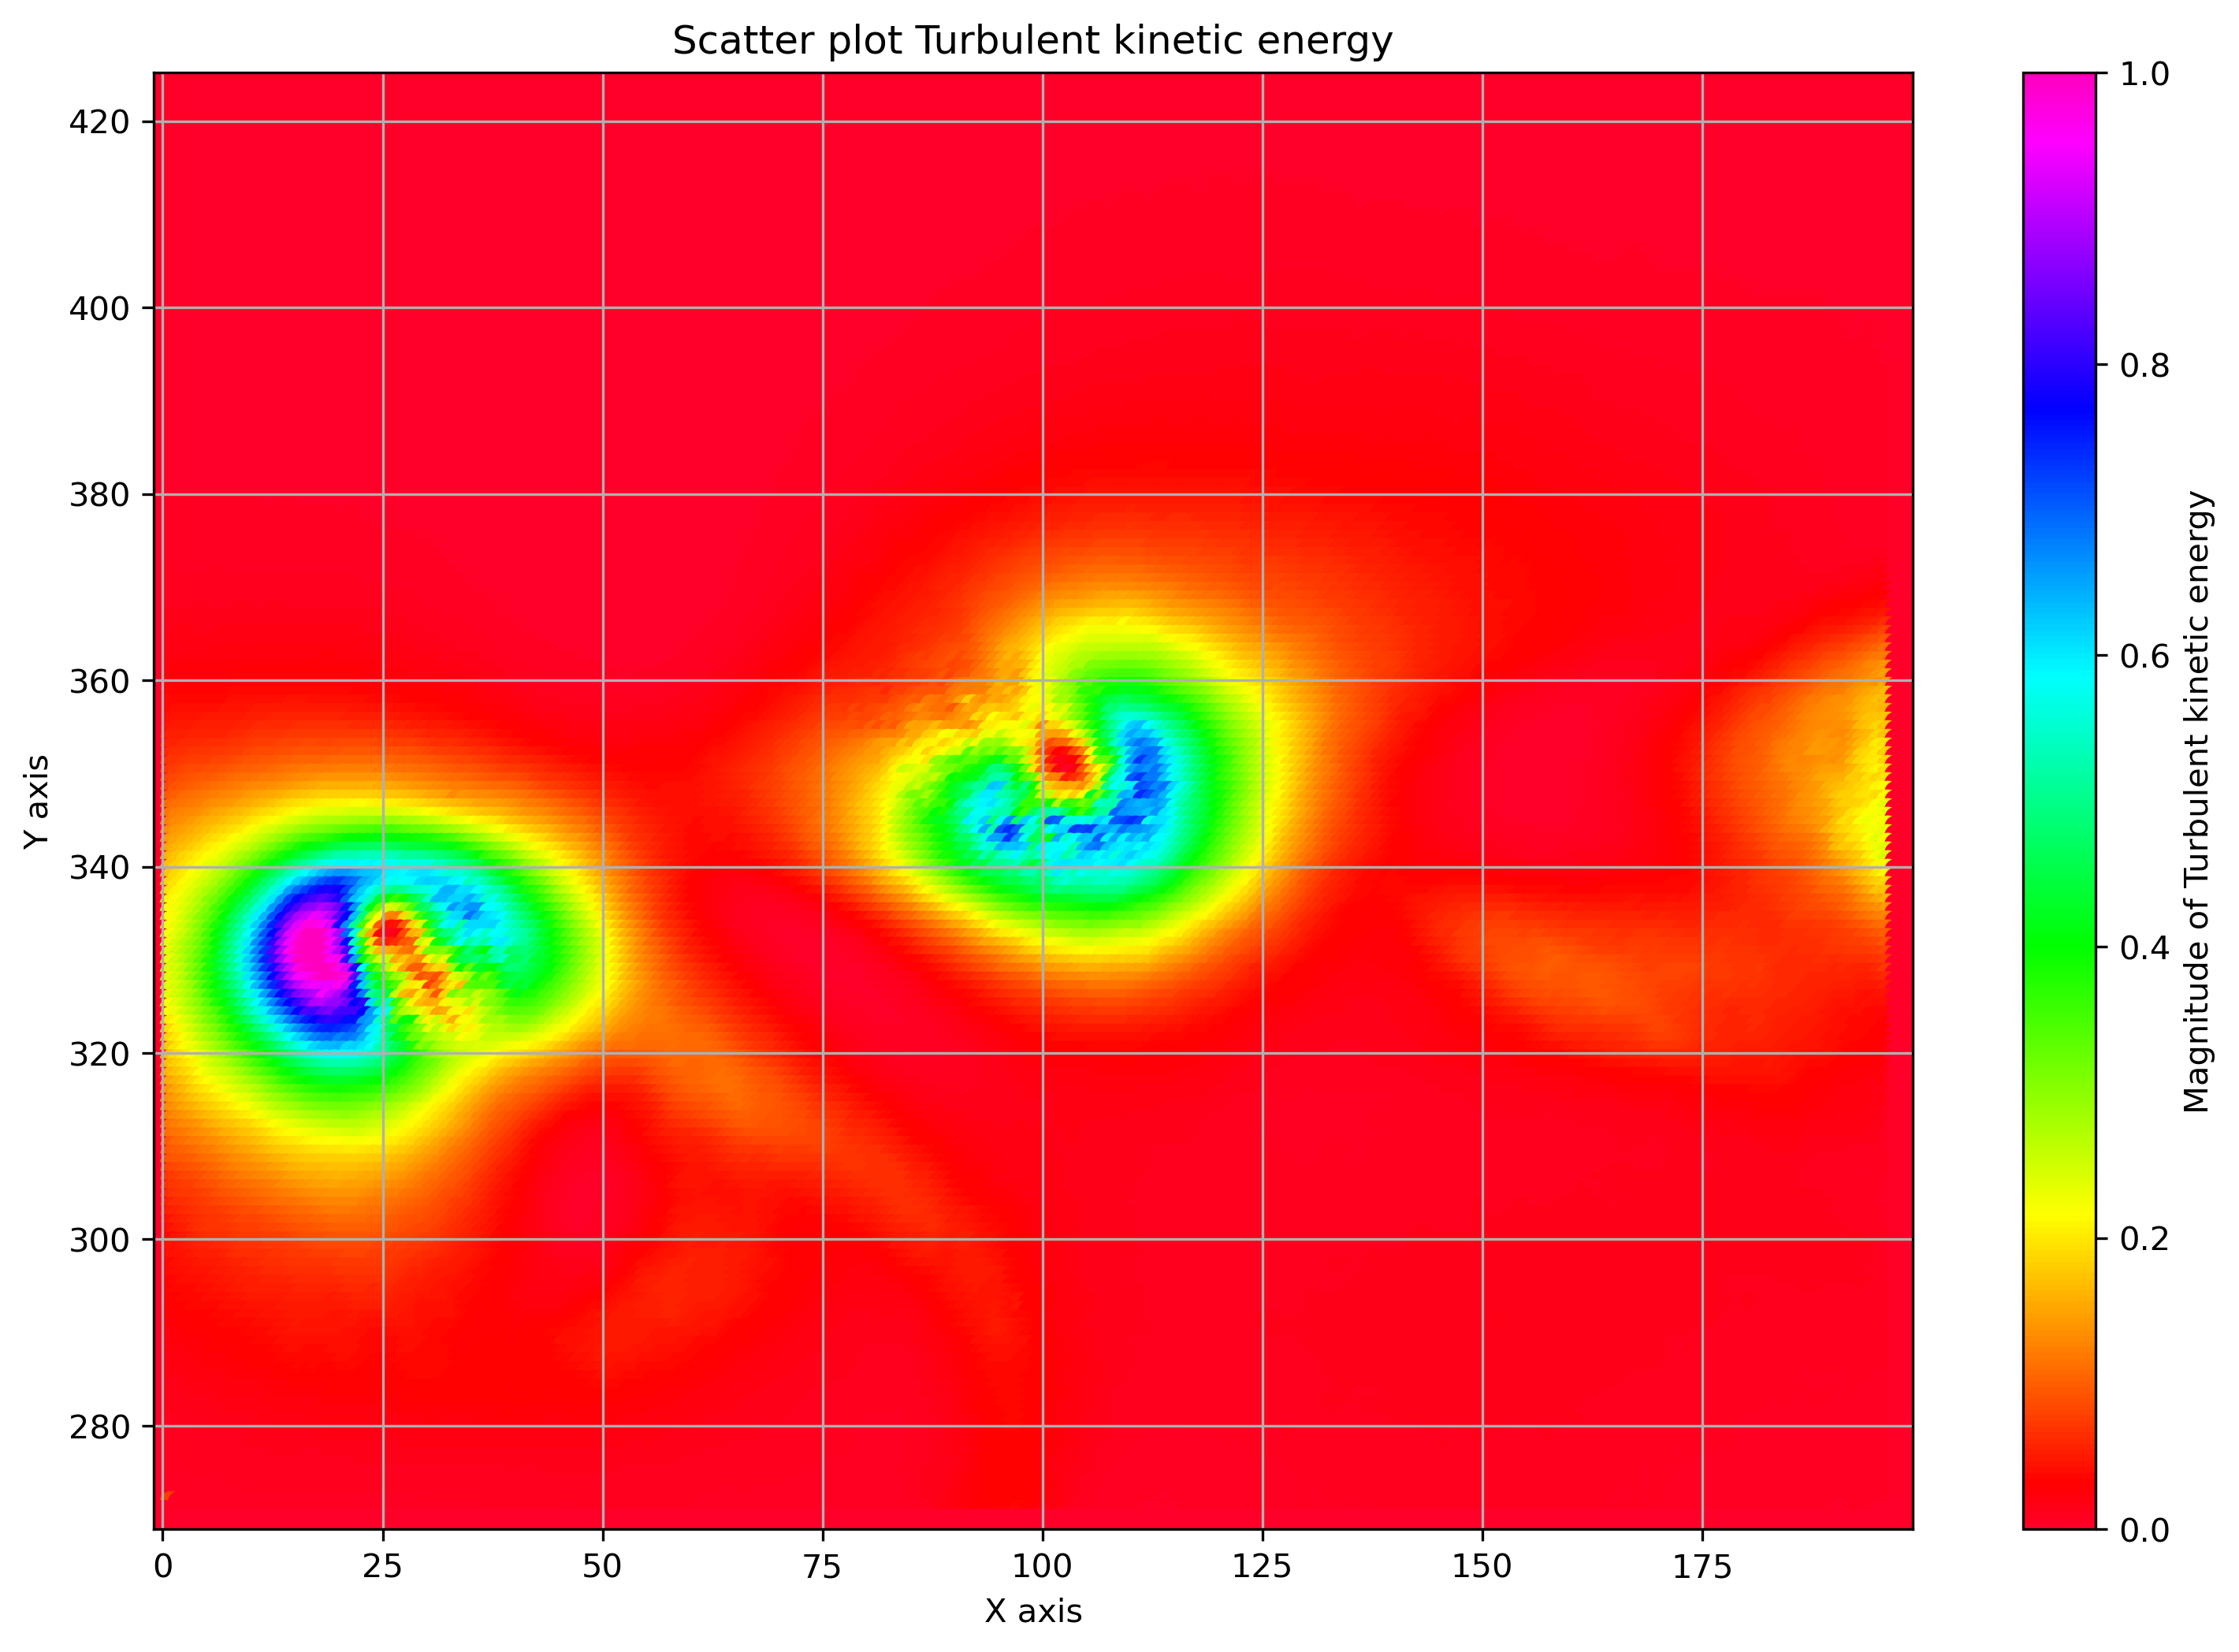 Scatter plot Turbulent kinetic energy
420
400
380
360
340
320
300
280
Y axis
0 25 50 75 100 125 150 175
X axis
1.0
0.8
0.6
0.4
0.2
0.0
Magnitude of Turbulent kinetic energy